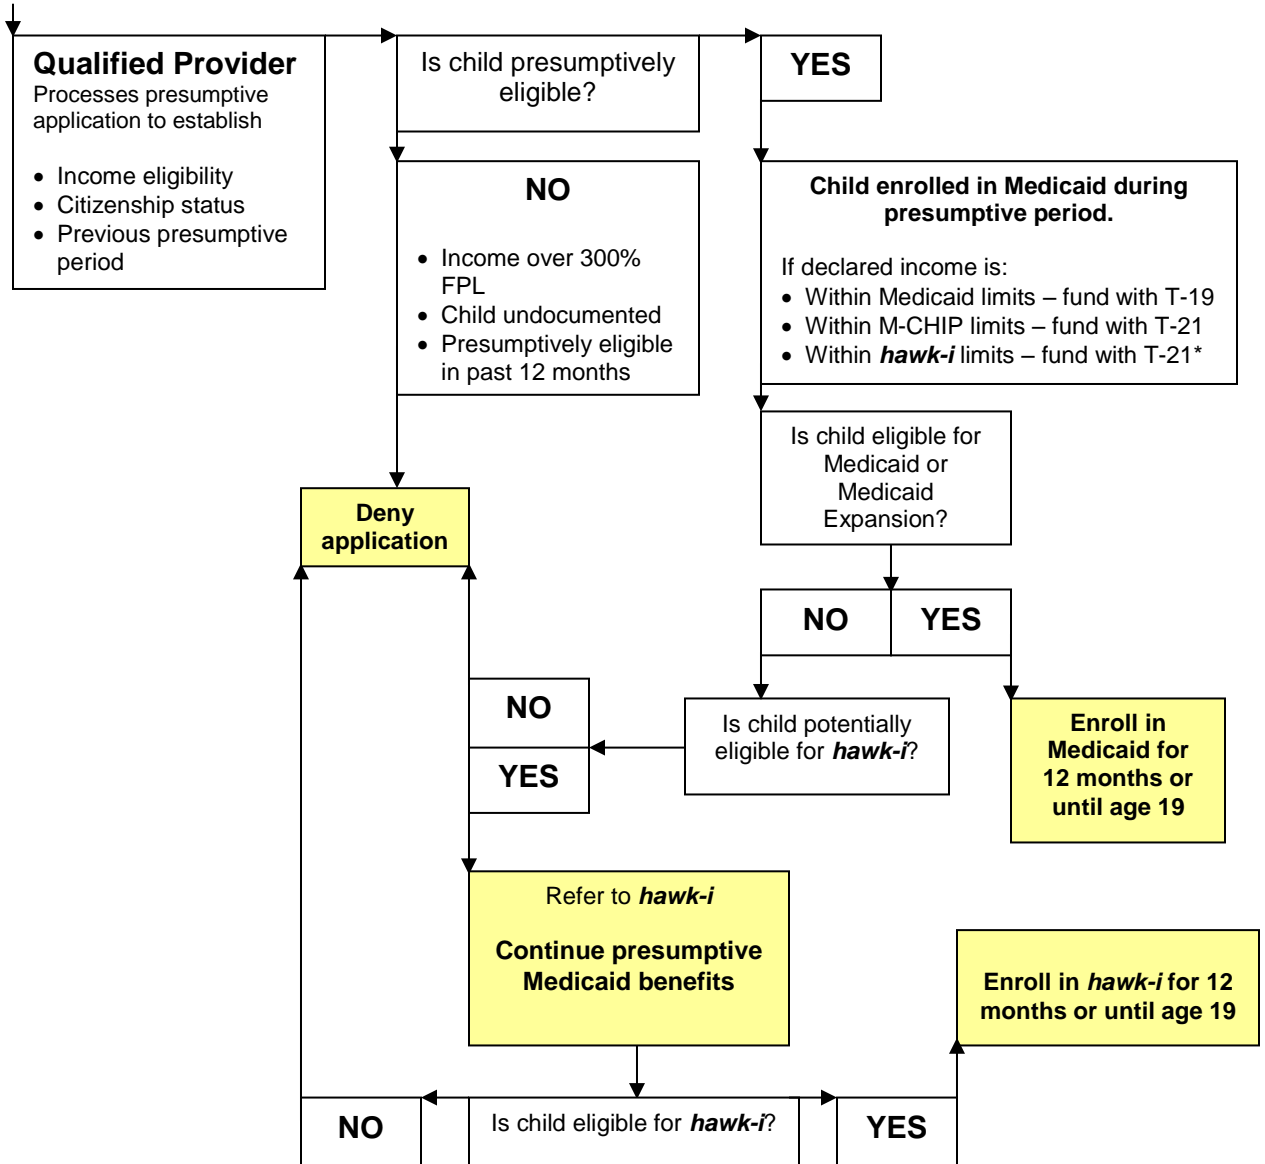 Qualified Provider
Processes presumptive
application to establish
• Income eligibility
• Citizenship status
• Previous presumptive
period
Is child presumptively
eligible?
YES
NO
• Income over 300%
FPL
• Child undocumented
• Presumptively eligible
in past 12 months
Child enrolled in Medicaid during
presumptive period.
If declared income is:
• Within Medicaid limits – fund with T-19
• Within M-CHIP limits – fund with T-21
• Within hawk-i limits – fund with T-21*
Is child eligible for
Medicaid or
Medicaid
Expansion?
Deny
application
NO
YES
NO
YES
Is child potentially
eligible for hawk-i?
Enroll in
Medicaid for
12 months or
until age 19
Refer to hawk-i
Continue presumptive
Medicaid benefits
Enroll in hawk-i for 12
months or until age 19
NO
Is child eligible for hawk-i?
YES